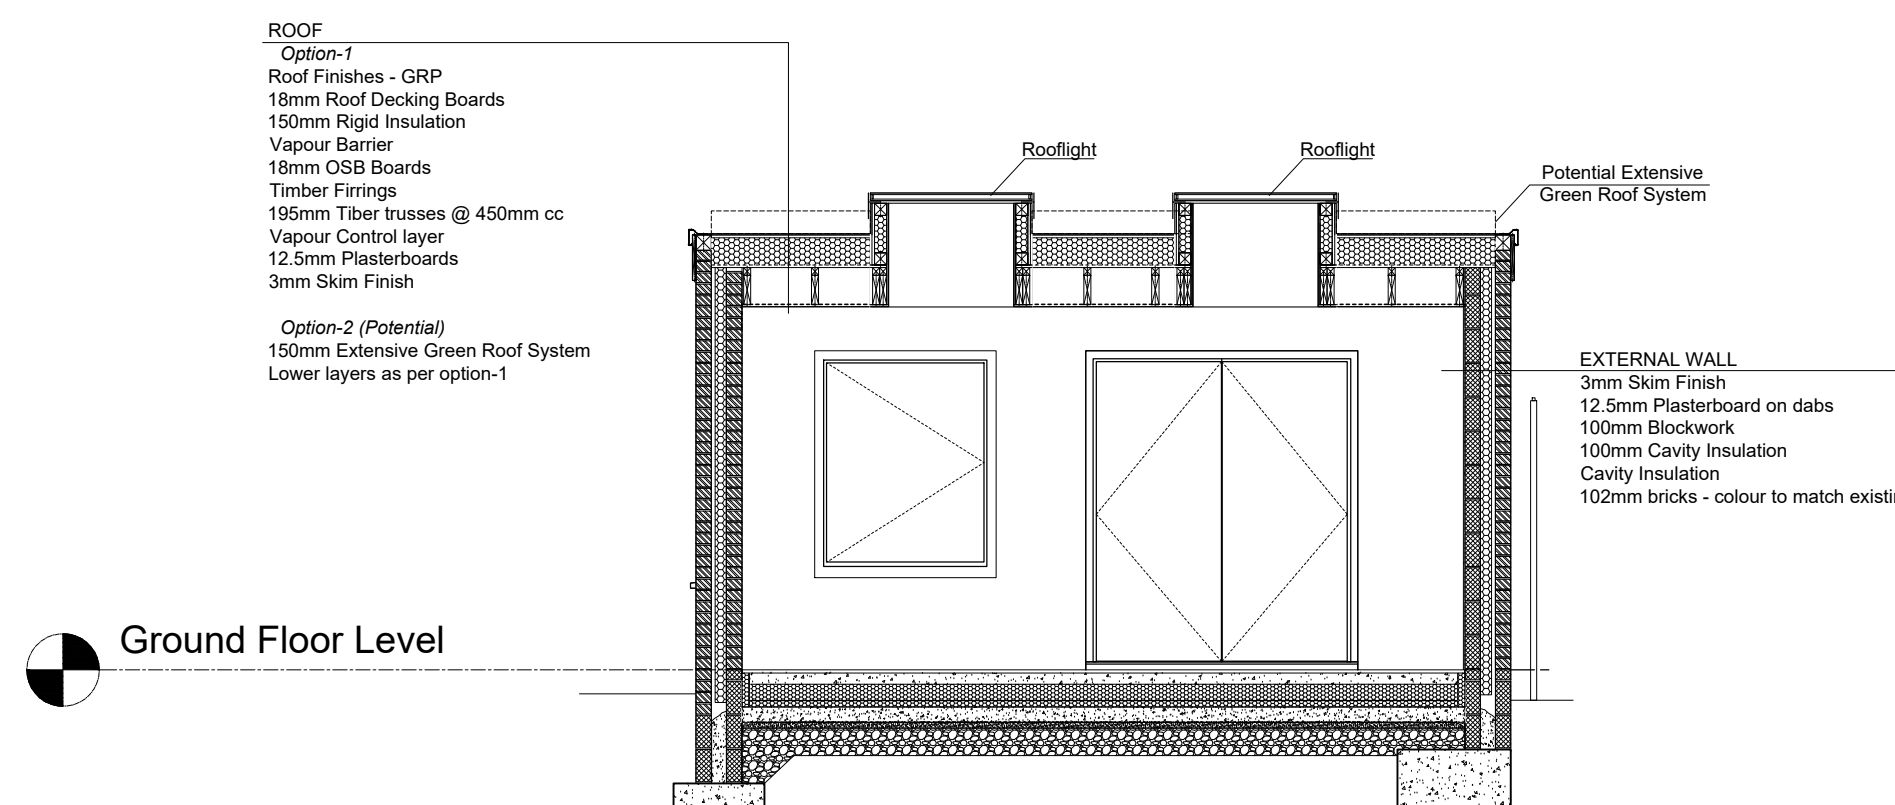 ROOF
Option-1
Roof Finishes - GRP
18mm Roof Decking Boards
150mm Rigid Insulation
Vapour Barrier
18mm OSB Boards
Timber Firrings
195mm Tiber trusses @ 450mm cc
Vapour Control layer
12.5mm Plasterboards
3mm Skim Finish
Option-2 (Potential)
150mm Extensive Green Roof System
Lower layers as per option-1
Rooflight
Rooflight
Potential Extensive
Green Roof System
EXTERNAL WALL
3mm Skim Finish
12.5mm Plasterboard on dabs
100mm Blockwork
100mm Cavity Insulation
Cavity Insulation
102mm bricks - colour to match
Ground Floor Level